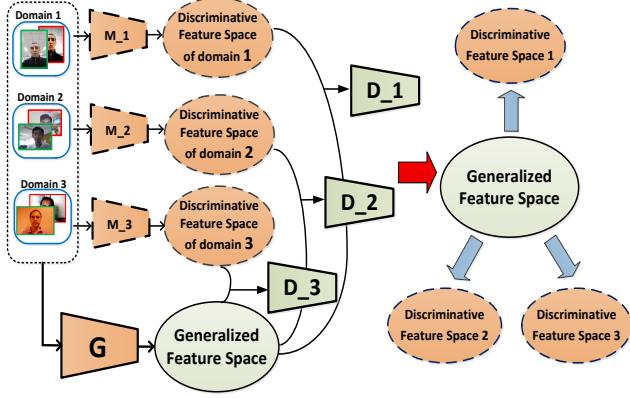 Domain 1
M_1
Discriminative
Feature Space
of domain 1
D_1
Domain 2
M_2
Discriminative
Feature Space
of domain 2
D_2
Domain 3
M_3
Discriminative
Feature Space
of domain 3
D_3
G
Generalized
Feature Space
Discriminative
Feature Space 1
Generalized
Feature Space
Discriminative
Feature Space 2
Discriminative
Feature Space 3